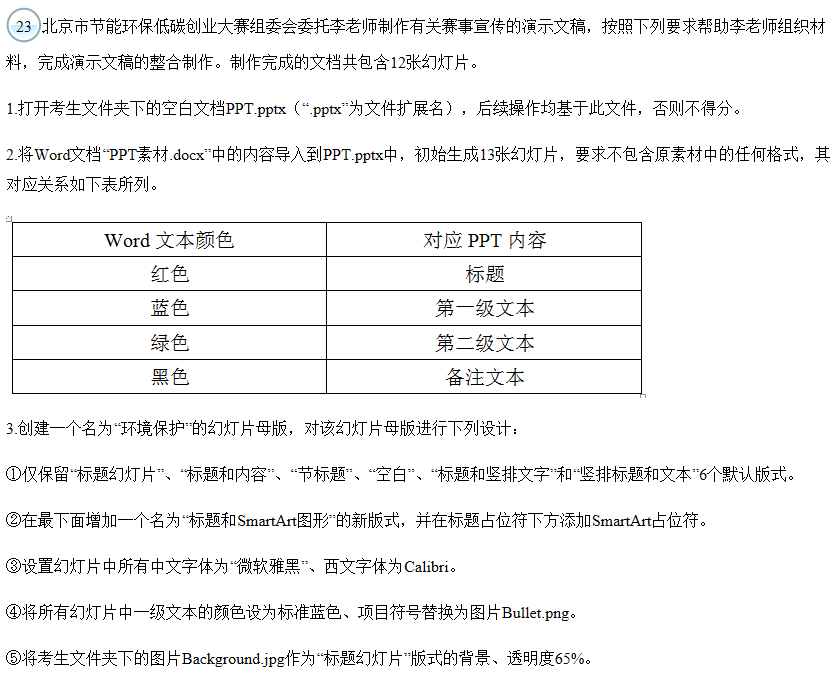 23 北京市节能环保低碳创业大赛组委会委托李老师制作有关赛事宣传的演示文稿，按照下列要求帮助李老师组织材
料，完成演示文稿的整合制作。制作完成的文档共包含12张幻灯片。
1.打开考生文件夹下的空白文档PPT.pptx（“.pptx”为文件扩展名），后续操作均基于此文件，否则不得分。
2.将Word文档“PPT素材.docx”中的内容导入到PPT.pptx中，初始生成13张幻灯片，要求不包含原素材中的任何格式，其
对应关系如下表所列。
Word 文本颜色 对应 PPT 内容
红色 标题
蓝色 第一级文本
绿色 第二级文本
黑色 备注文本
3.创建一个名为“环境保护”的幻灯片母版，对该幻灯片母版进行下列设计：
①仅保留“标题幻灯片”、“标题和内容”、“节标题”、“空白”、“标题和竖排文字”和“竖排标题和文本”6个默认版式。
②在最下面增加一个名为“标题和SmartArt图形”的新版式，并在标题占位符下方添加SmartArt占位符。
③设置幻灯片中所有中文字体为“微软雅黑”、西文字体为Calibri。
④将所有幻灯片中一级文本的颜色设为标准蓝色、项目符号替换为图片Bullet.png。
⑤将考生文件夹下的图片Background.jpg作为“标题幻灯片”版式的背景、透明度65%。